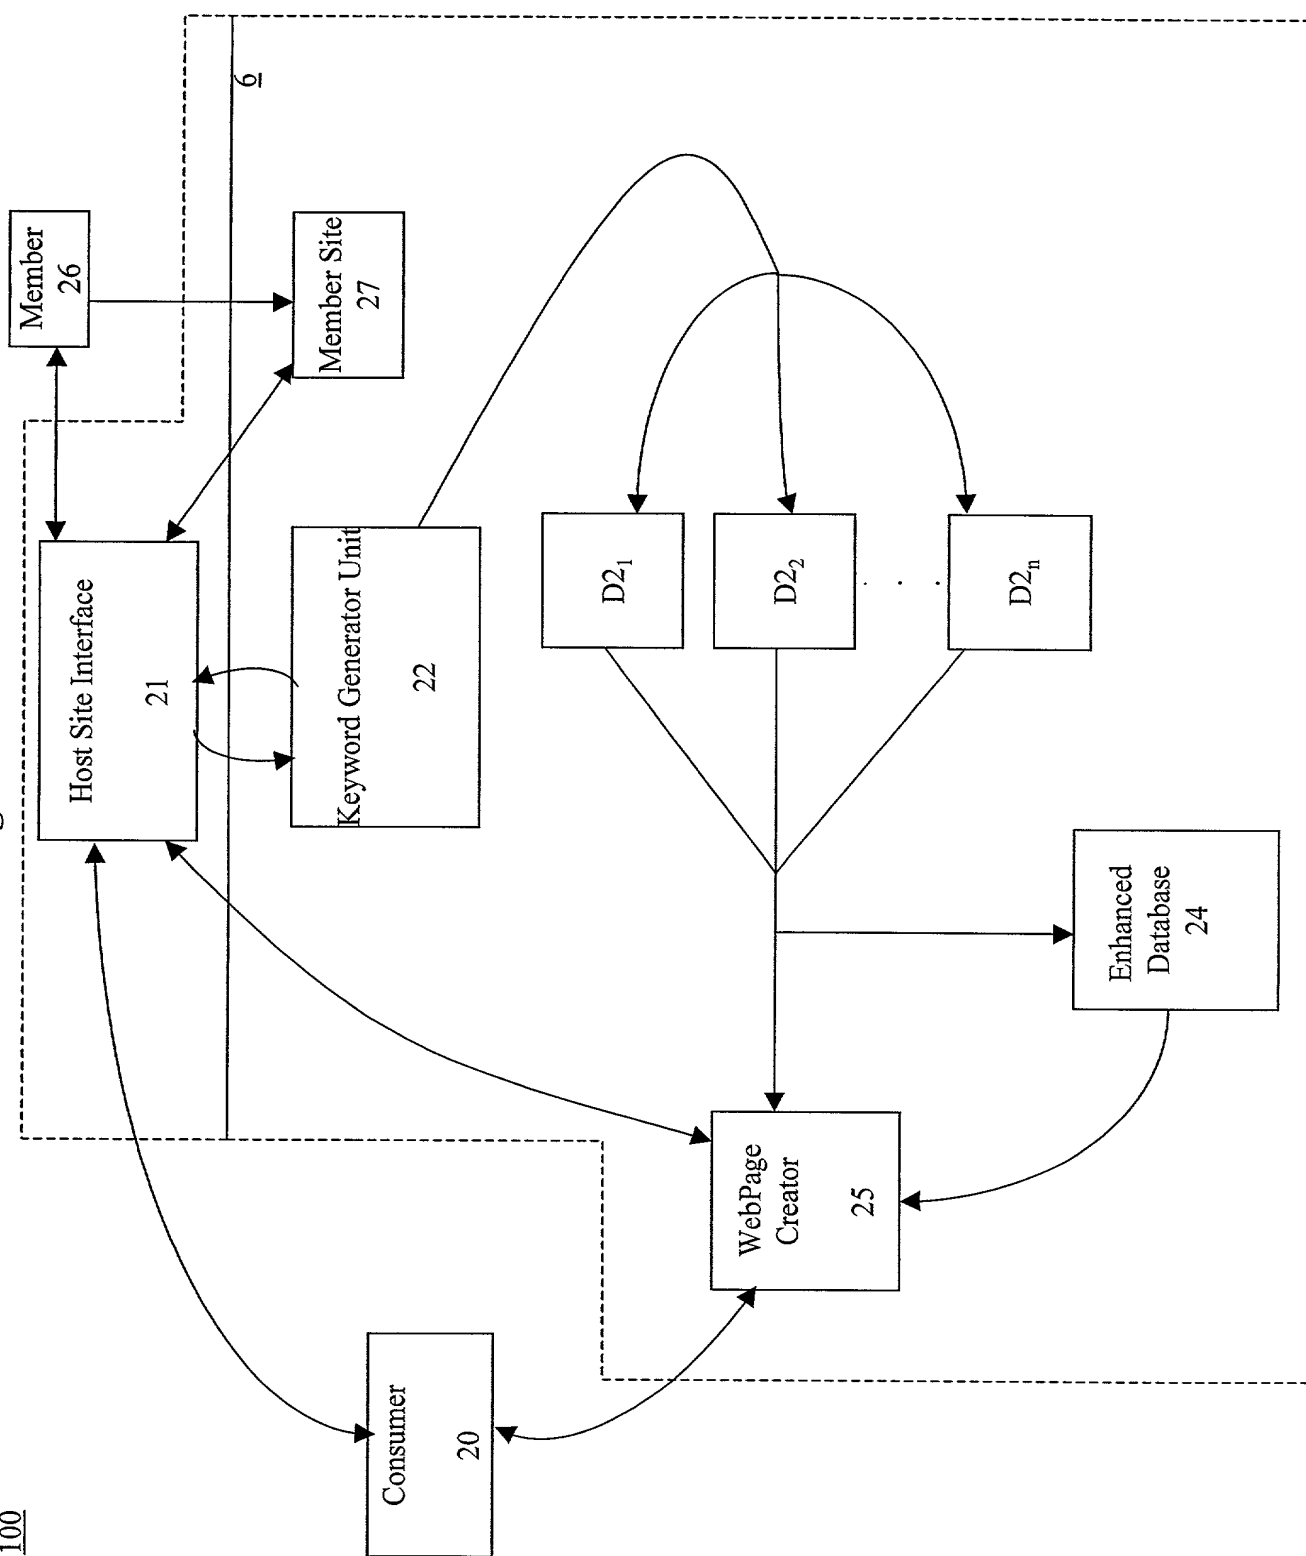 100
Consumer
20
Host Site Interface
21
Member
26
6
Member Site
27
Keyword Generator Unit
22
D2₁
D2₂
. . . .
D2ₙ
WebPage
Creator
25
Enhanced
Database
24